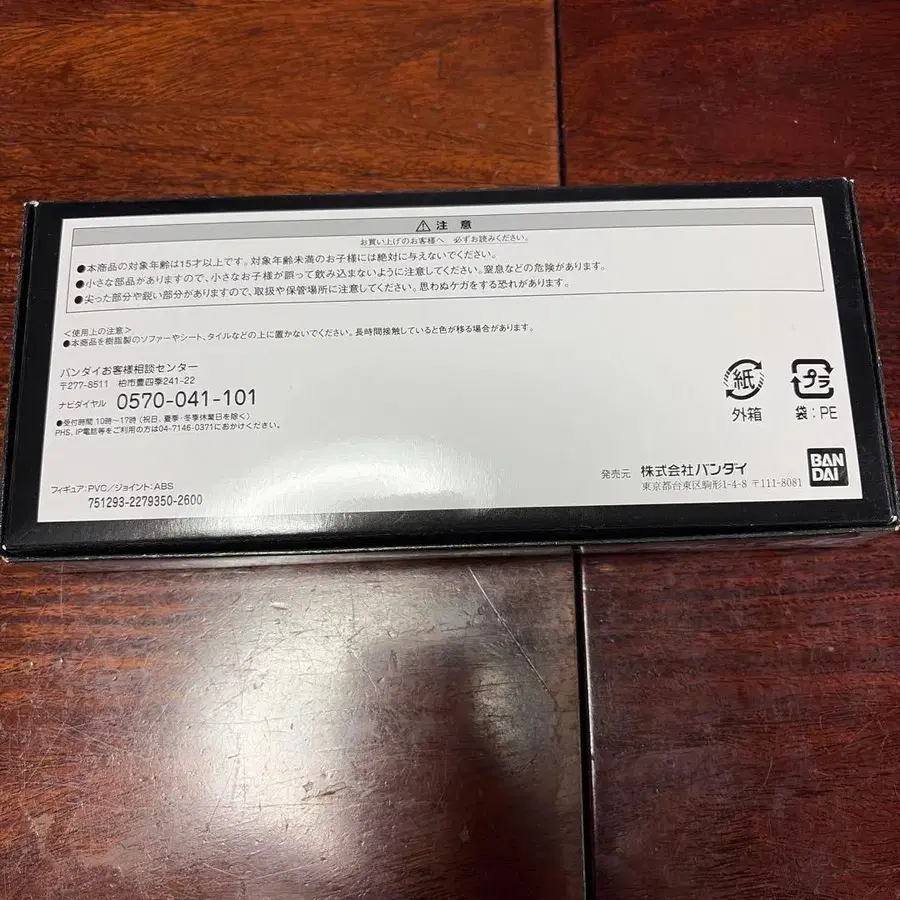 ⚠ 注意
お買い上げのお客様へ 必ずお読みください。
●本商品の対象年齢は15才以上です。対象年齢未満のお子様には絶対に与えないでください。
●小さな部品がありますので、小さなお子様が誤って飲み込まないように注意してください。窒息などの危険があります。
●尖った部分や鋭い部分がありますので、取扱や保管場所に注意してください。思わぬケガをする恐れがあります。
<使用上の注意>
●本商品を樹脂製のソファーやシート、タイルなどの上に置かないでください。長時間接触していると色が移る場合があります。
バンダイお客様相談センター
〒277-8511 柏市豊四季241-22
ナビダイヤル 0570-041-101
●受付時間 10時〜17時 (祝日、夏季・冬季休業日を除く)
PHS、IP電話等をご利用の方は04-7146-0371におかけください。
紙 プラ
外箱 袋:PE
フィギュア:PVC/ジョイント:ABS
751293-2279350-2600
発売元 株式会社バンダイ
東京都台東区駒形1-4-8 〒111-8081
BAN
DAI